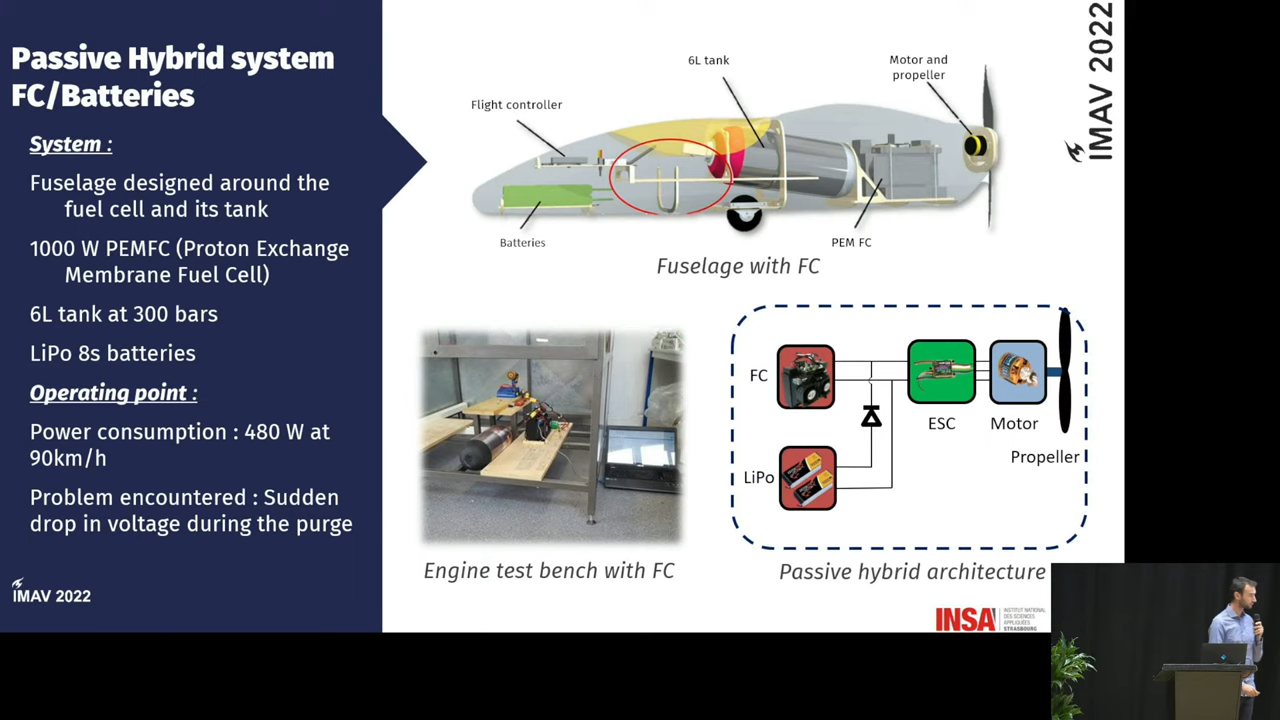 Passive Hybrid system
FC/Batteries
System :
Fuselage designed around the
fuel cell and its tank
1000 W PEMFC (Proton Exchange
Membrane Fuel Cell)
6L tank at 300 bars
LiPo 8s batteries
Operating point :
Power consumption : 480 W at
90km/h
Problem encountered : Sudden
drop in voltage during the purge
IMAV 2022
6L tank
Motor and
propeller
Flight controller
Batteries
PEM FC
Fuselage with FC
IMAV 2022
FC
LiPo
ESC
Motor
Propeller
Engine test bench with FC
Passive hybrid architecture
INSA
INSTITUT NATIONAL
DES SCIENCES
APPLIQUÉES
STRASBOURG